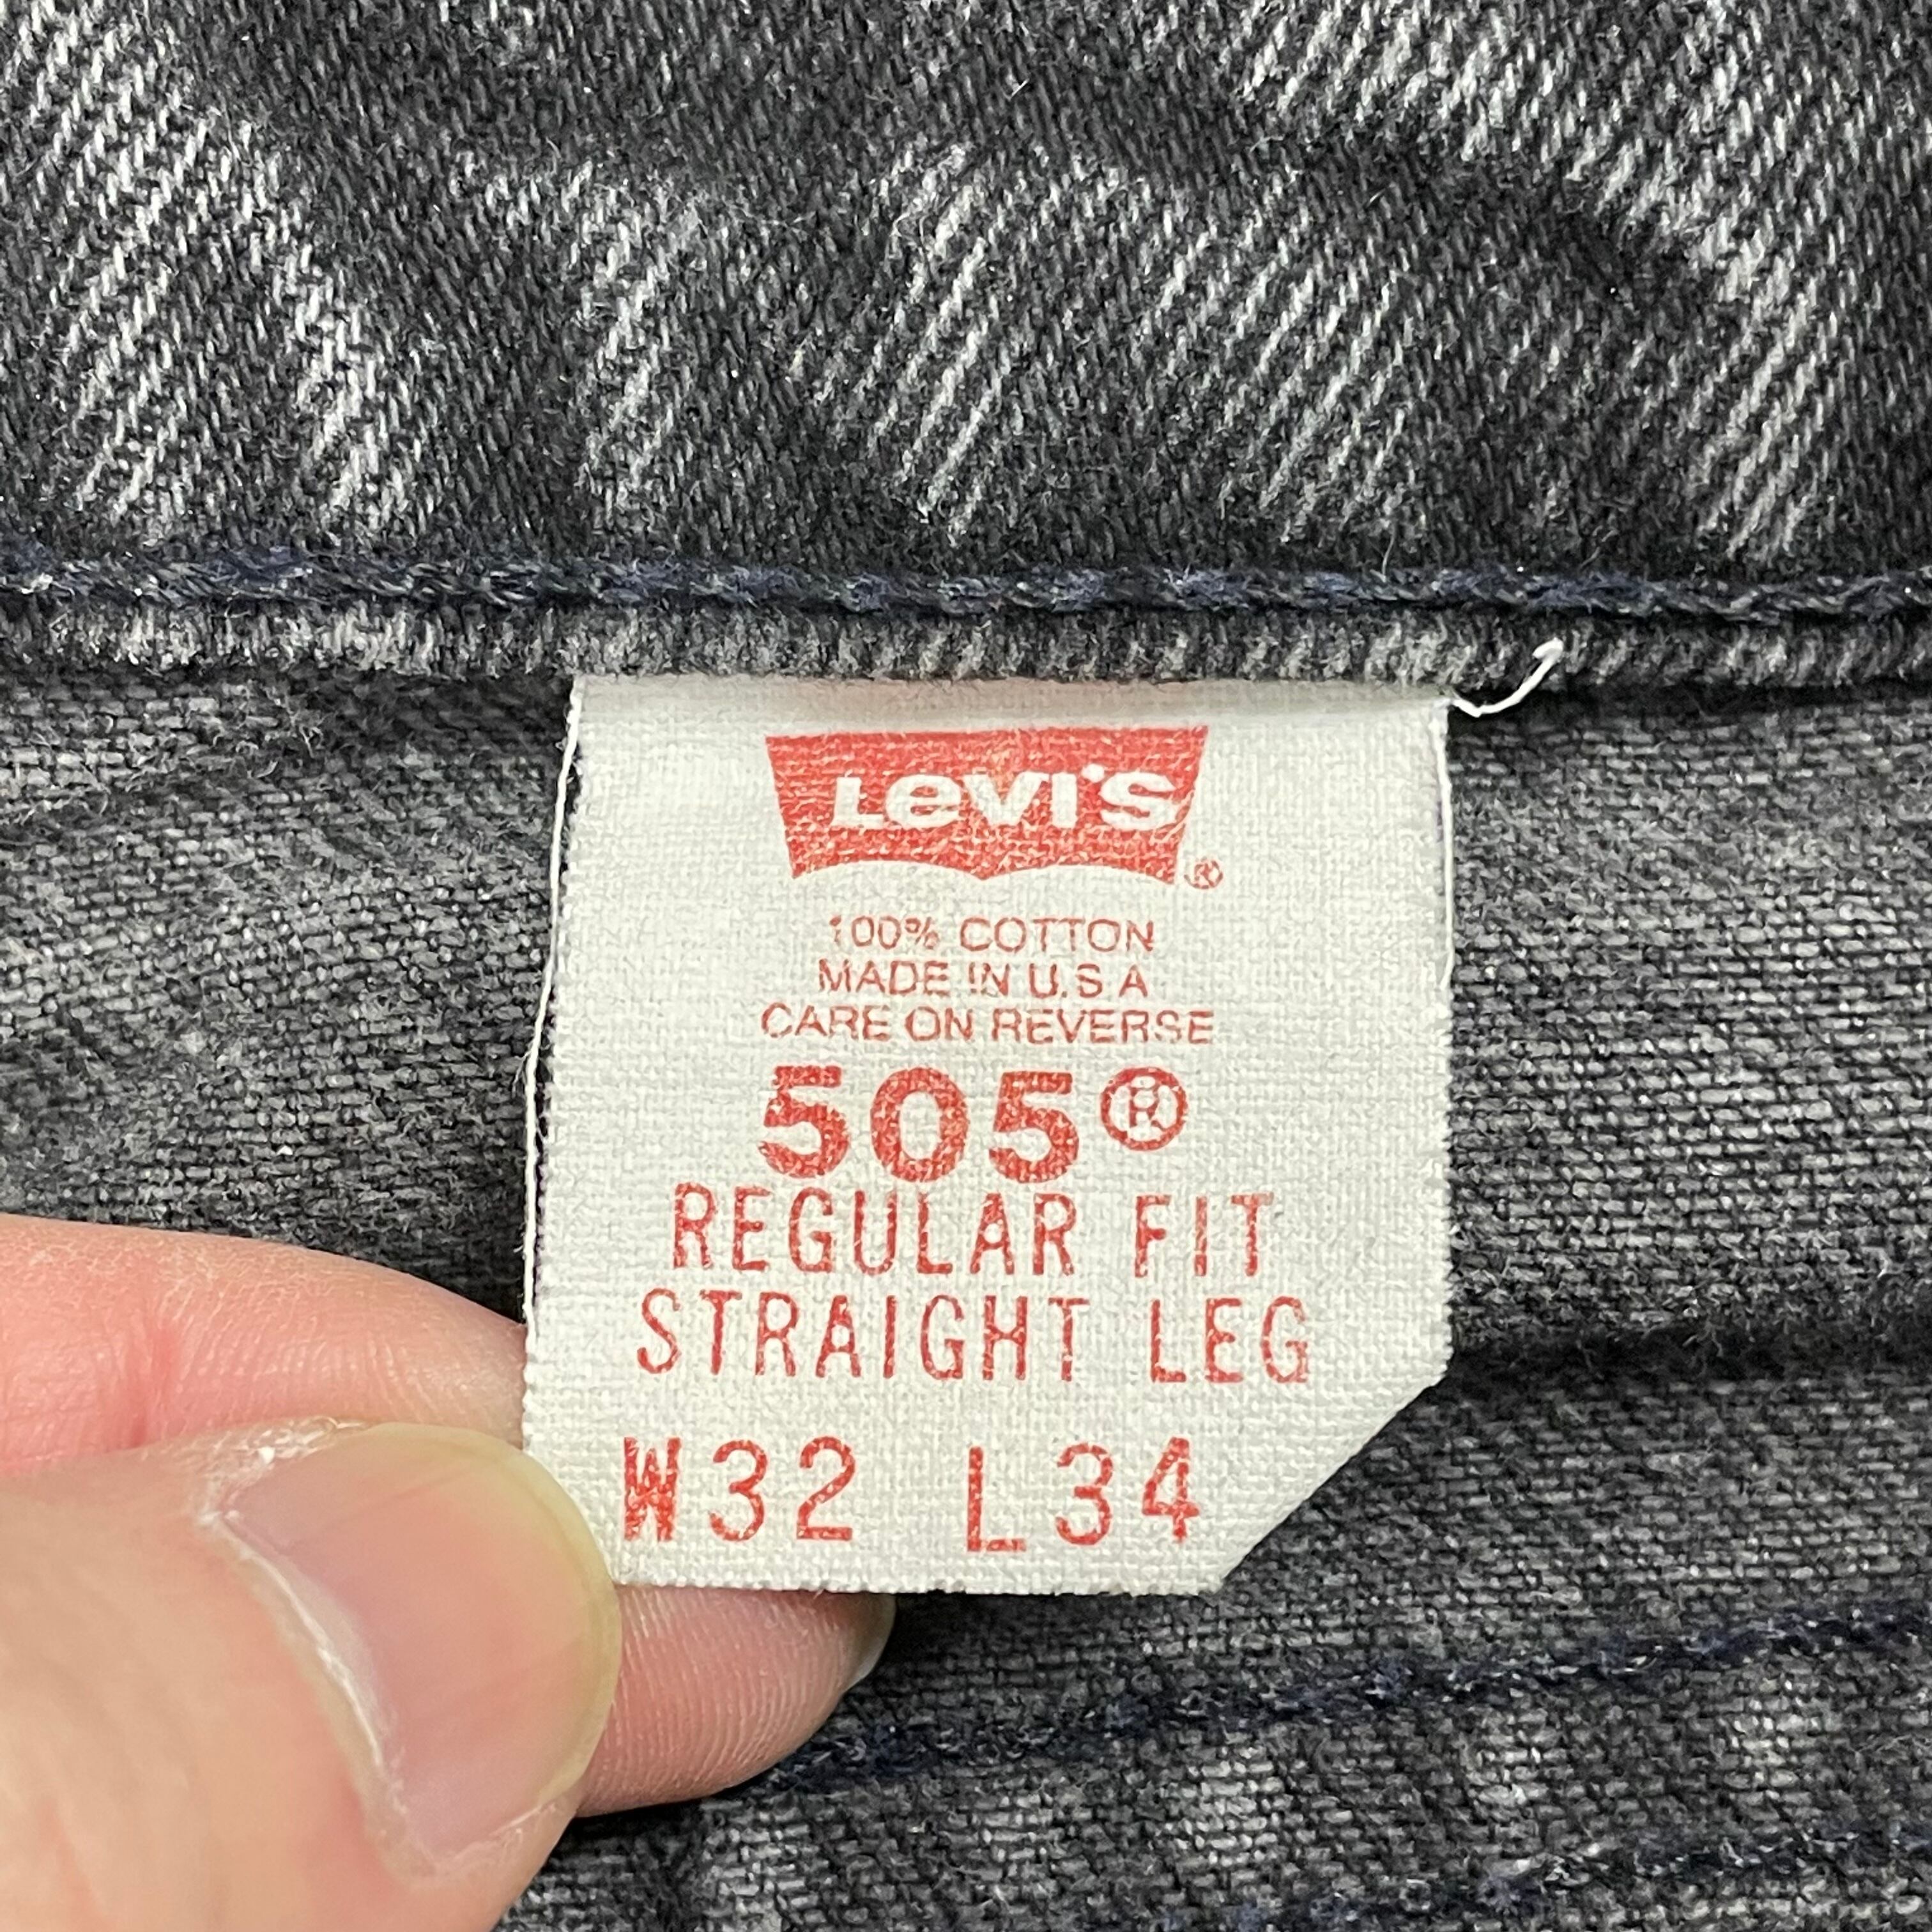 Levi's ®
100% COTTON
MADE IN U.S A
CARE ON REVERSE
505®
REGULAR FIT
STRAIGHT LEG
W32 L34